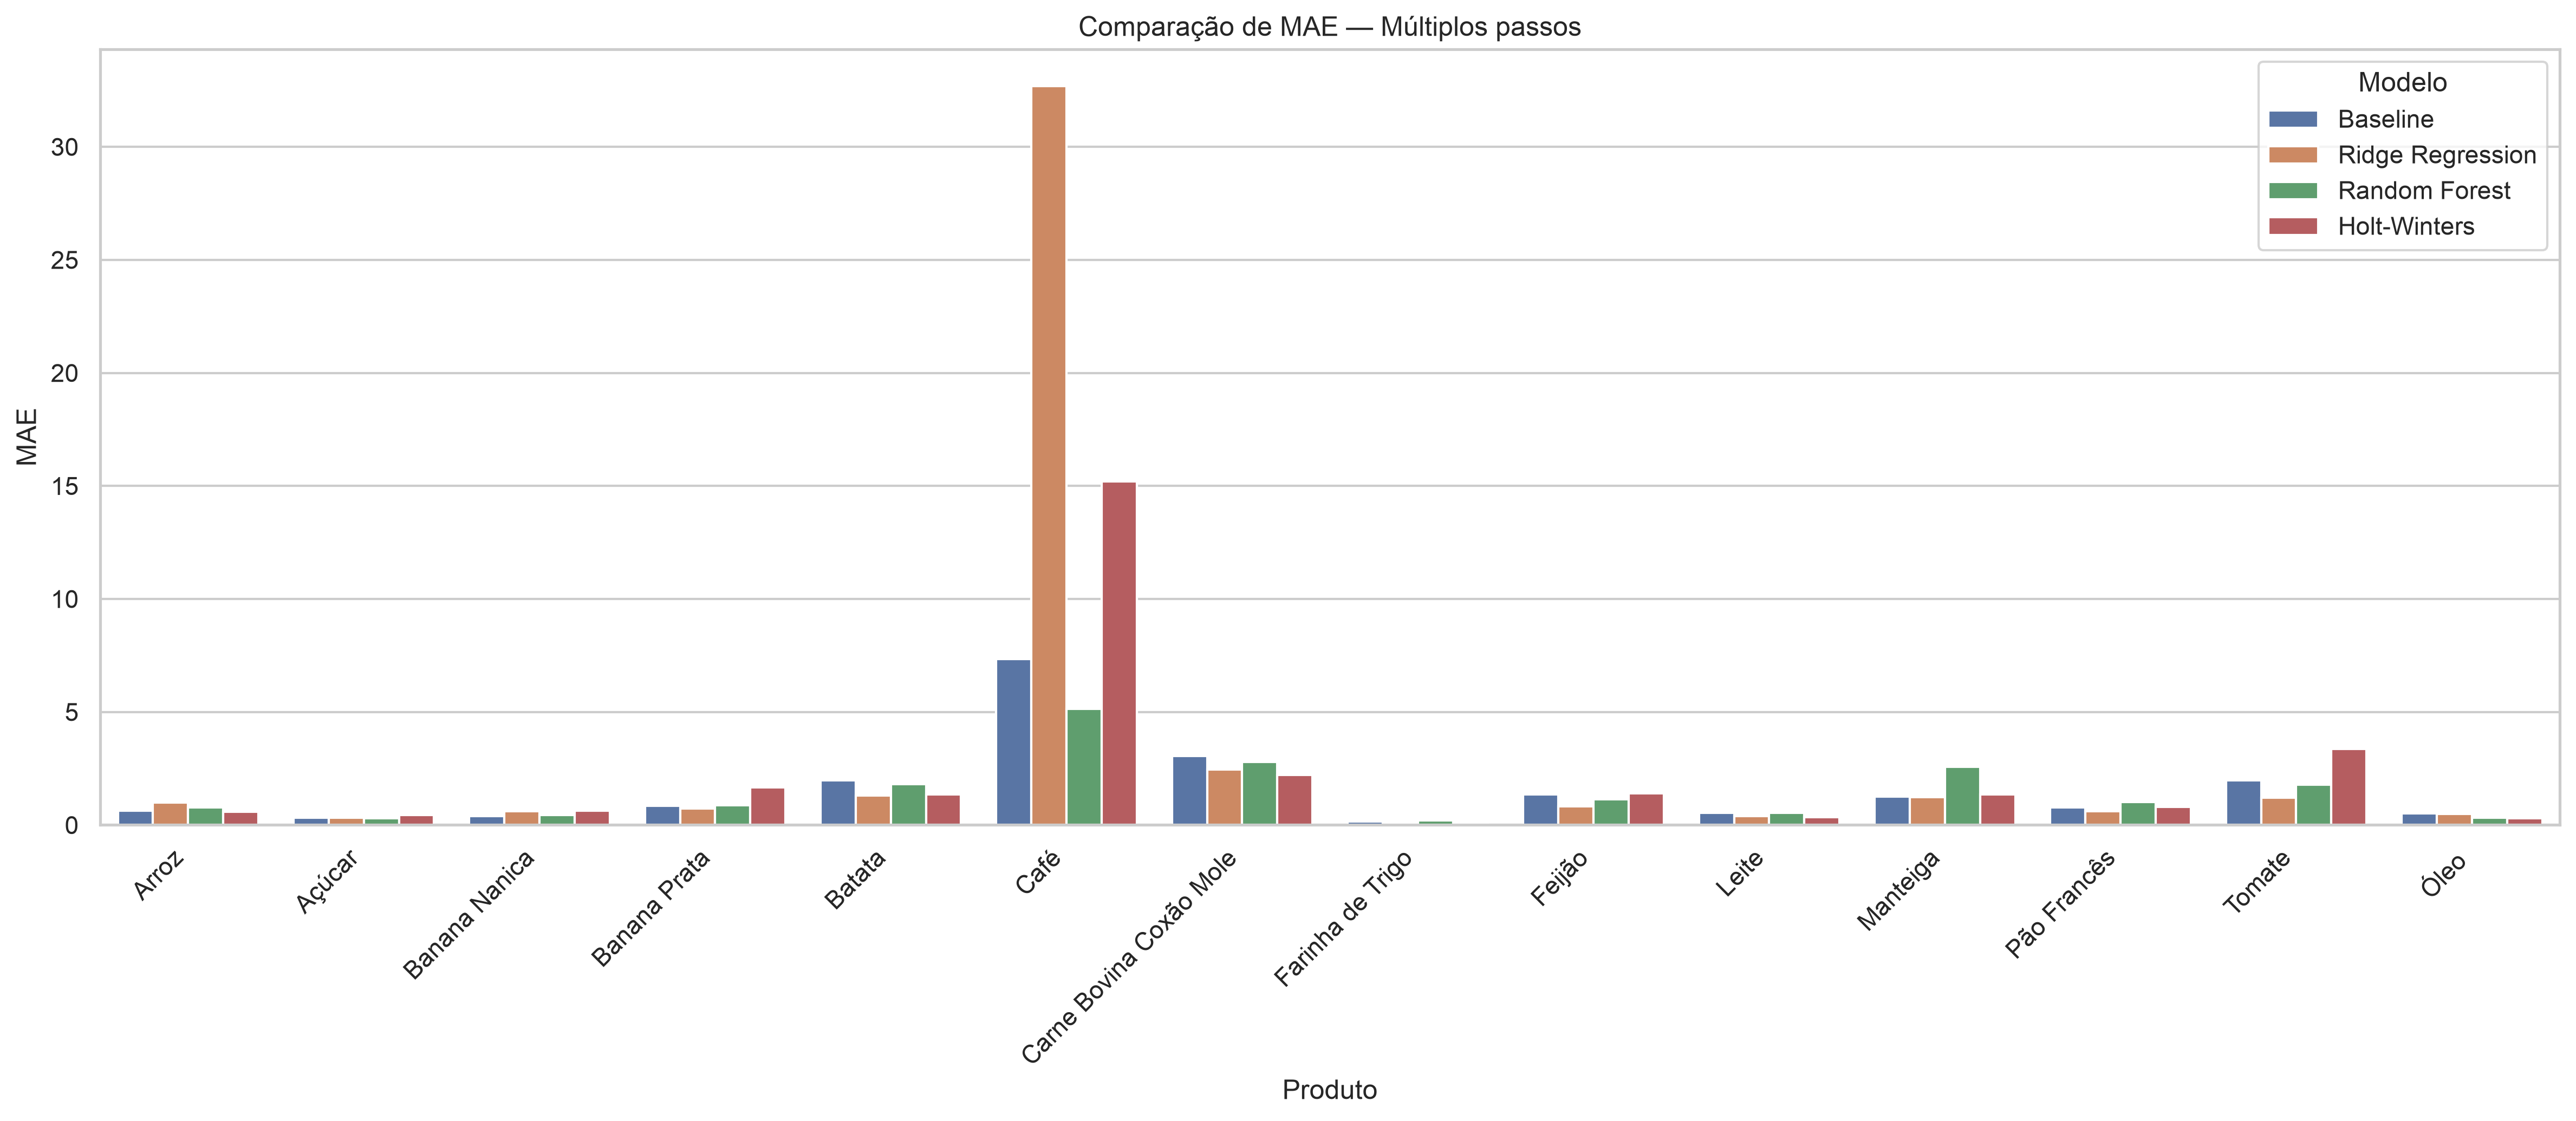 Comparação de MAE — Múltiplos passos
Modelo
Baseline
Ridge Regression
Random Forest
Holt-Winters
MAE
30
25
20
15
10
5
0
Arroz
Açúcar
Banana Nanica
Banana Prata
Batata
Café
Carne Bovina Coxão Mole
Farinha de Trigo
Feijão
Leite
Manteiga
Pão Francês
Tomate
Óleo
Produto